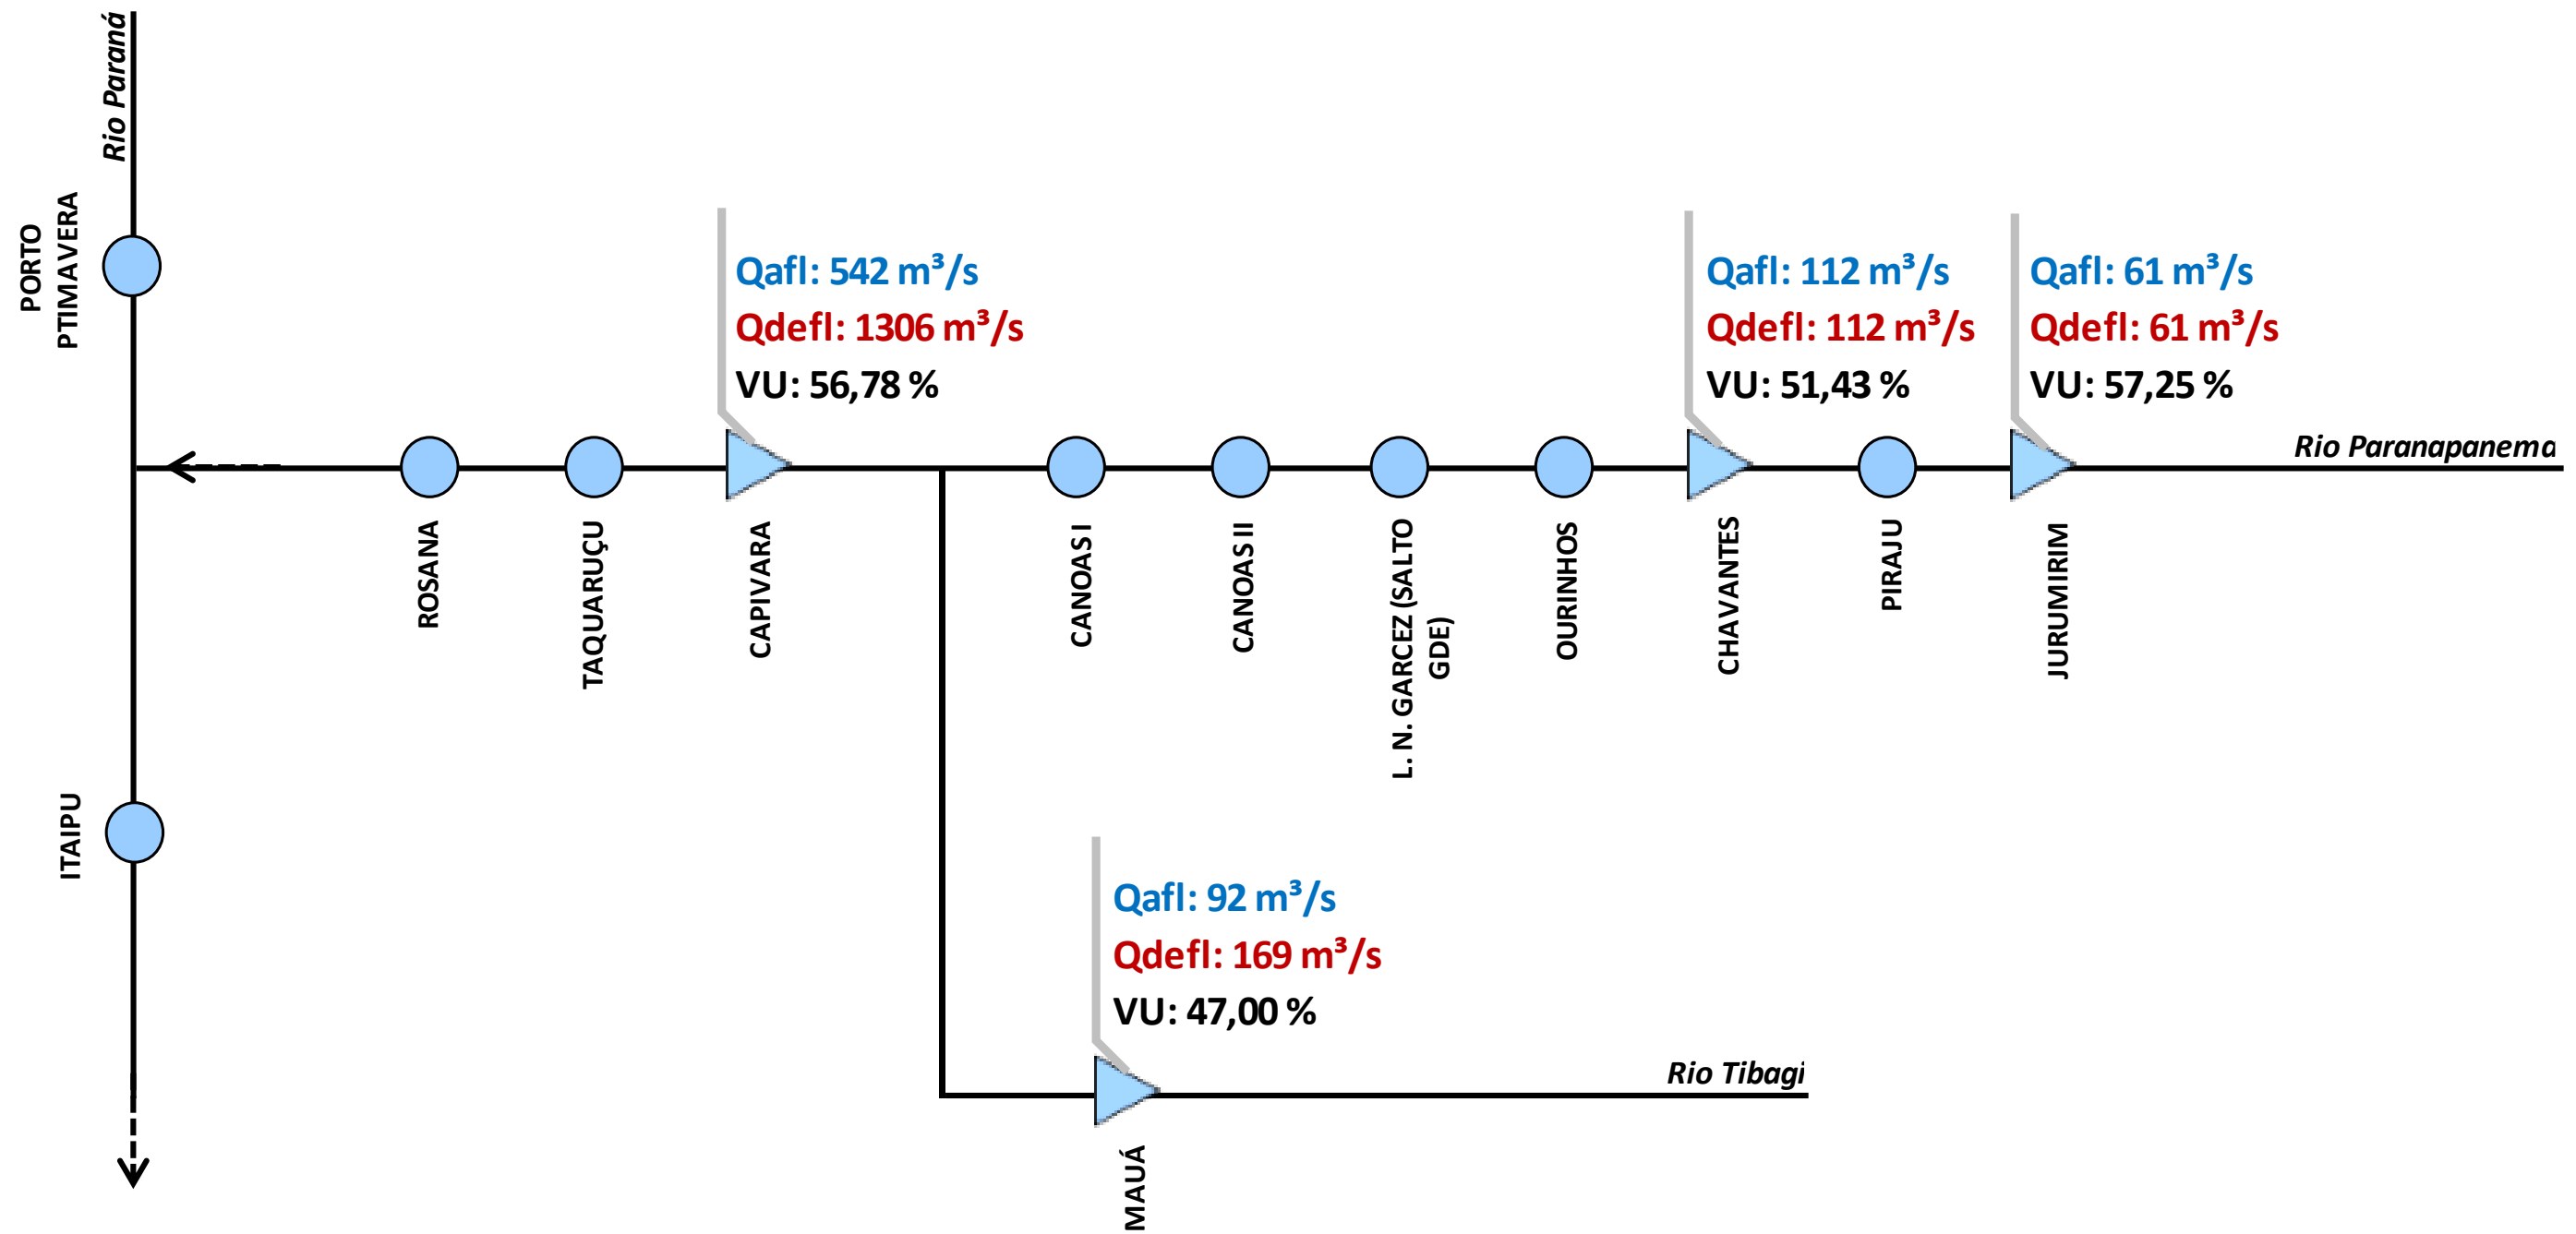 Rio Paraná
PORTO
PTIMAVERA
Qafl: 542 m³/s
Qdefl: 1306 m³/s
VU: 56,78 %
Qafl: 112 m³/s
Qdefl: 112 m³/s
VU: 51,43 %
Qafl: 61 m³/s
Qdefl: 61 m³/s
VU: 57,25 %
Rio Paranapanema
ROSANA
TAQUARUÇU
CAPIVARA
CANOAS I
CANOAS II
L. N. GARCEZ (SALTO
GDE)
OURINHOS
CHAVANTES
PIRAJU
JURUMIRIM
ITAIPU
Qafl: 92 m³/s
Qdefl: 169 m³/s
VU: 47,00 %
Rio Tibagi
MAUÁ